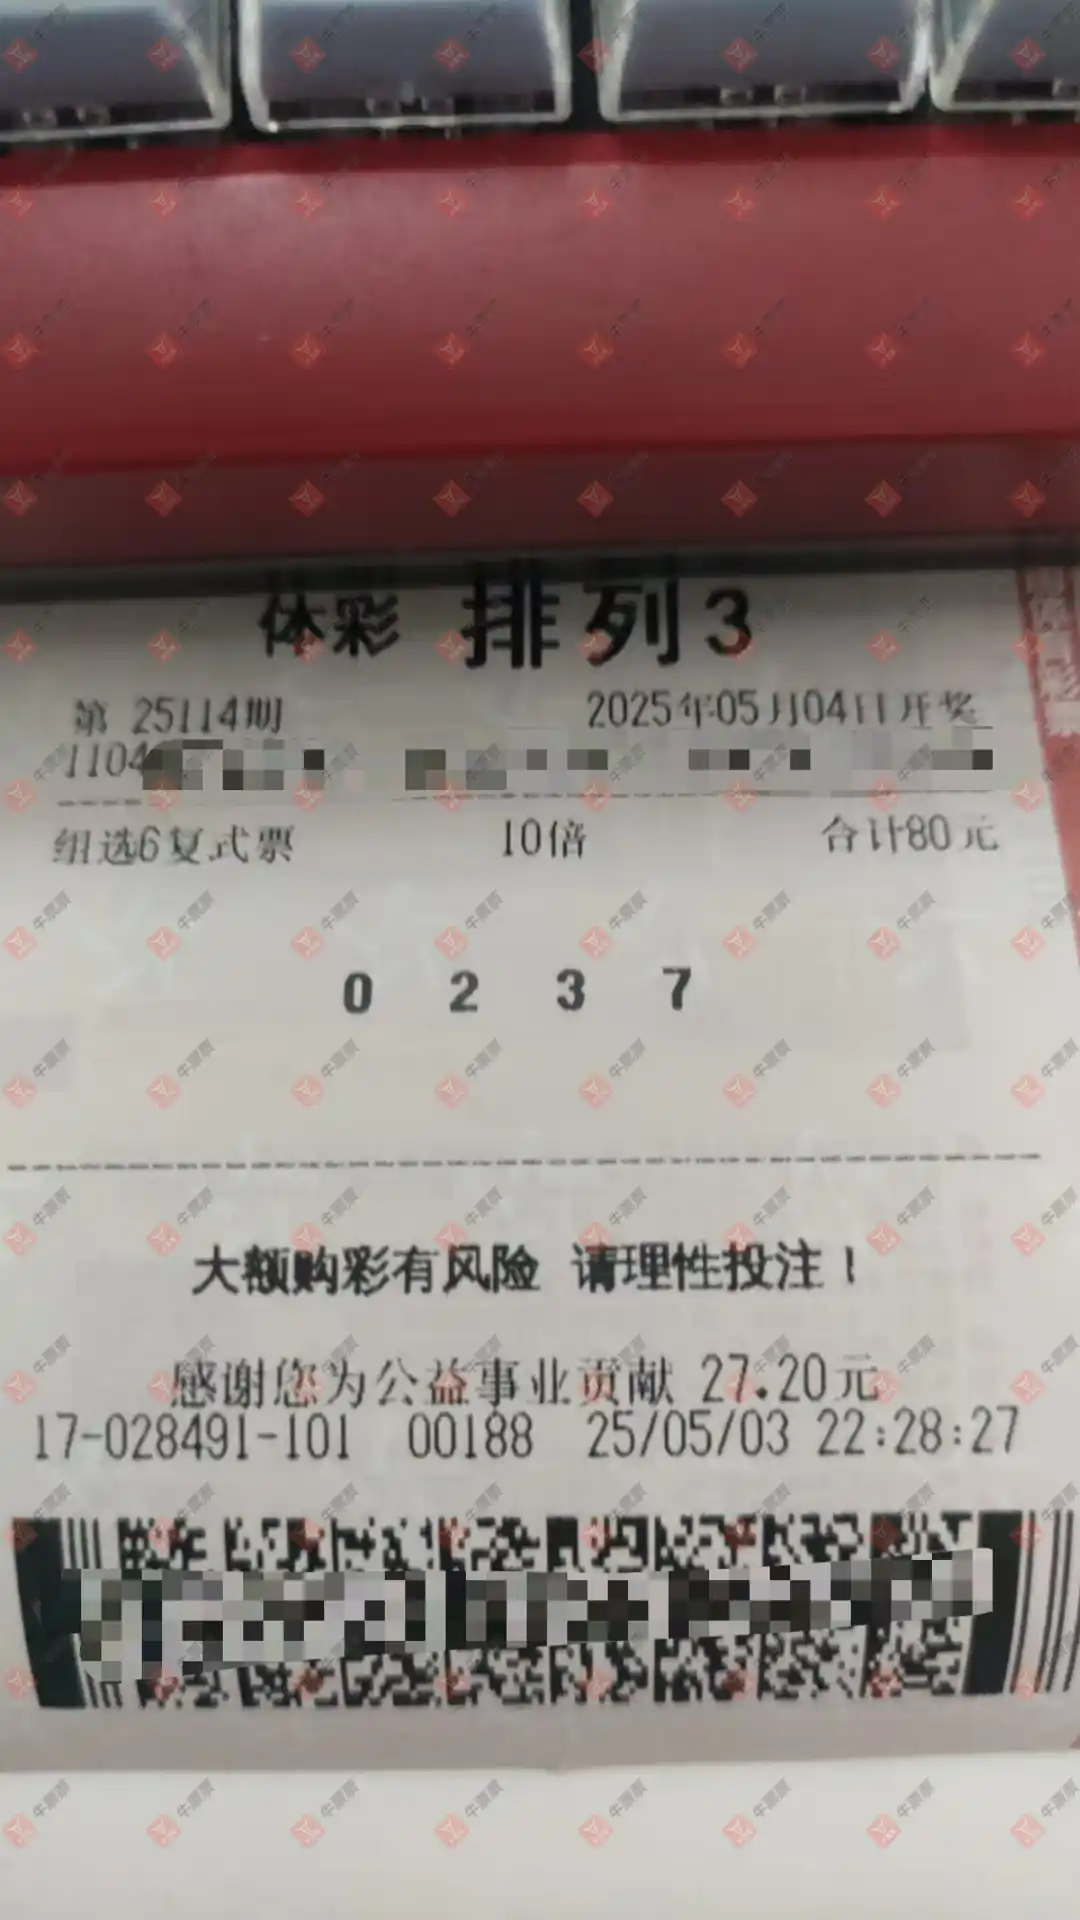 体彩 排列3
第 25114期 2025年05月04日开奖
1104
组选6复式票 10倍 合计80元
0 2 3 7
大额购彩有风险 请理性投注！
感谢您为公益事业贡献 27.20元
17-028491-101 00188 25/05/03 22:28:27
牛票票